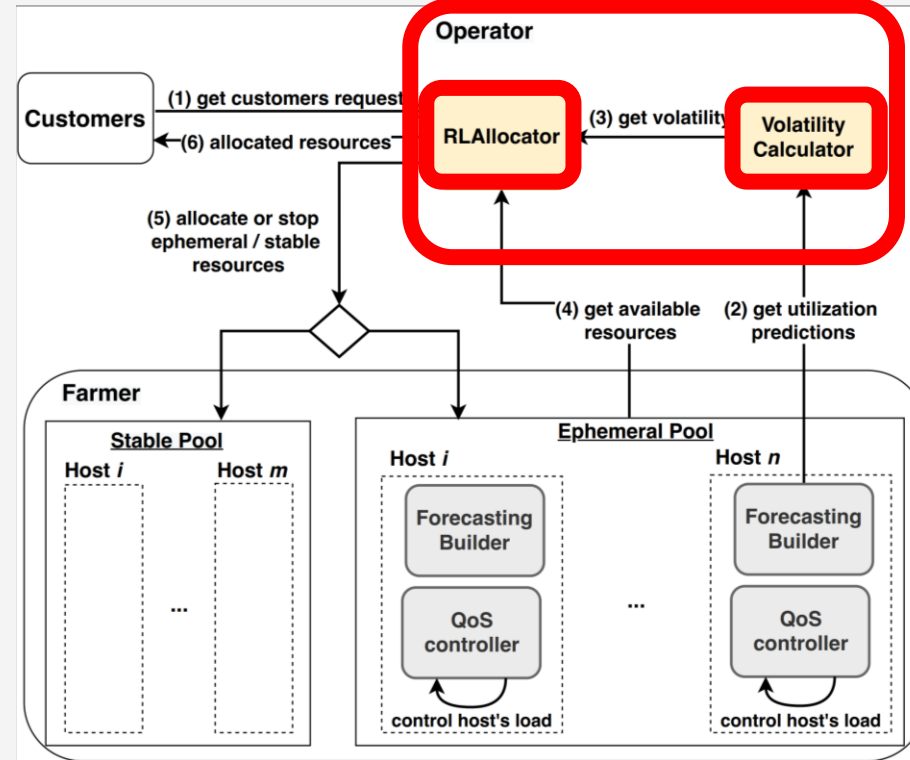 Operator
Customers
(1) get customers request
(6) allocated resources
RLAllocator
(3) get volatility
Volatility
Calculator
(5) allocate or stop
ephemeral / stable
resources
(4) get available
resources
(2) get utilization
predictions
Farmer
Stable Pool
Host i
Host m
...
Ephemeral Pool
Host i
Forecasting
Builder
QoS
controller
control host's load
...
Host n
Forecasting
Builder
QoS
controller
control host's load